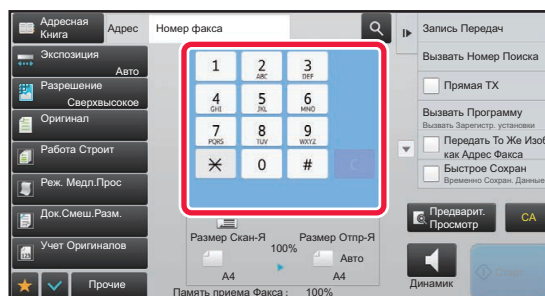 Адресная
Книга
Адрес
Номер факса
Экспозиция
Авто
Разрешение
Сверхвысокое
Оригинал
Работа Строит
Реж. Медл.Прос
Док.Смеш.Разм.
Учет Оригиналов
Прочие
1
2
ABC
3
DEF
4
GHI
5
JKL
6
MNO
7
PQRS
8
TUV
9
WXYZ
0
#
C
Размер Скан-Я
100%
Размер Отпр-Я
Авто
A4
A4
Память приема Факса :
100%
Запись Передач
Вызвать Номер Поиска
Прямая TX
Вызвать Программу
Вызвать Зарегистр. установки
Передать То Же Изоб
как Адрес Факса
Быстрое Сохран
Временно Сохран. Данные
Предварит.
Просмотр
CA
Динамик
Старт